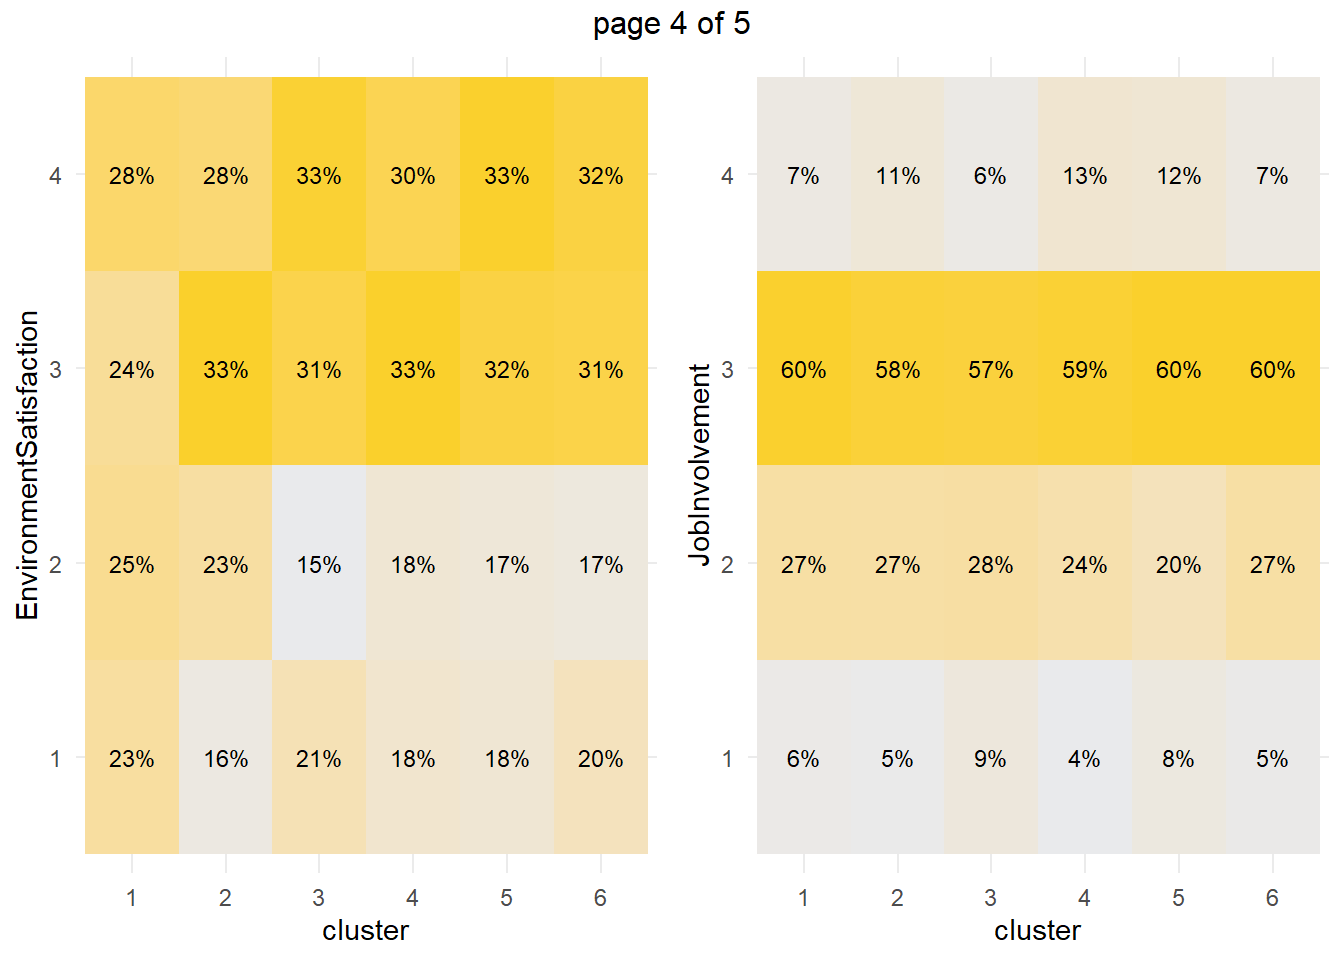 page 4 of 5
EnvironmentSatisfaction
4
28% 28% 33% 30% 33% 32%
3
24% 33% 31% 33% 32% 31%
2
25% 23% 15% 18% 17% 17%
1
23% 16% 21% 18% 18% 20%
1 2 3 4 5 6
cluster
JobInvolvement
4
7% 11% 6% 13% 12% 7%
3
60% 58% 57% 59% 60% 60%
2
27% 27% 28% 24% 20% 27%
1
6% 5% 9% 4% 8% 5%
1 2 3 4 5 6
cluster